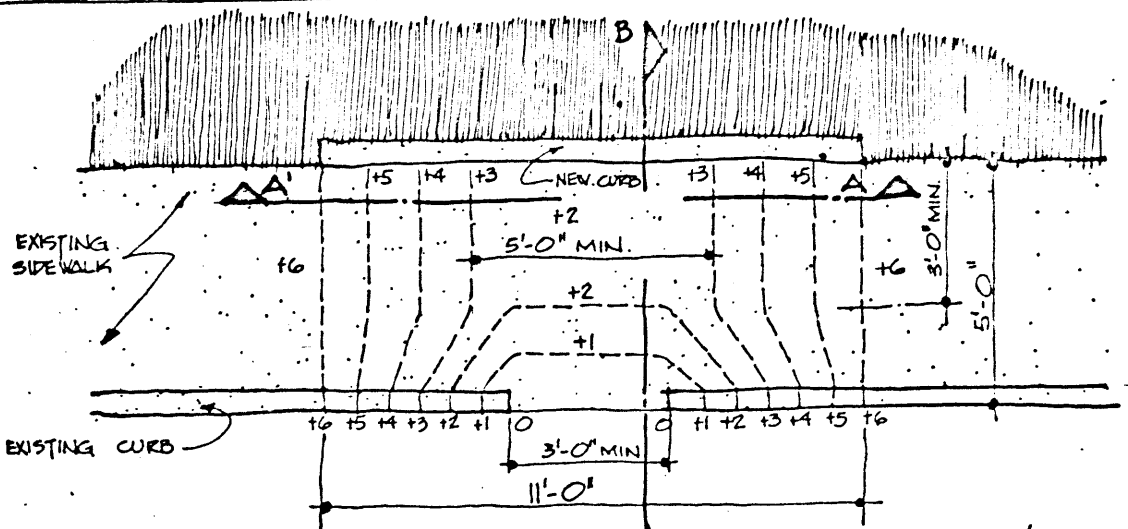 B
+5 +4 +3 NEW CURB +3 +4 +5
A' A
+2
5'-0" MIN.
3'-0" MIN.
EXISTING
SIDEWALK
+6 +6
5'-0"
+2
+1
+6 +5 +4 +3 +2 +1 0 0 +1 +2 +3 +4 +5 +6
EXISTING CURB
3'-0" MIN
11'-0"